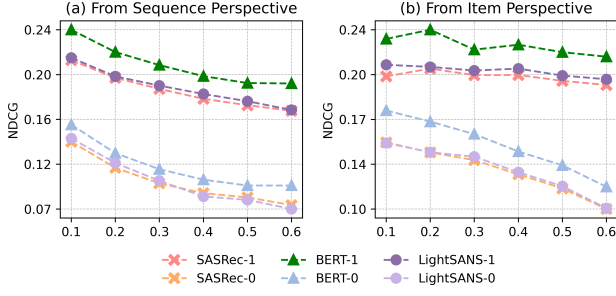 (a) From Sequence Perspective
(b) From Item Perspective
NDCG
0.24
0.20
0.16
0.12
0.07
0.1 0.2 0.3 0.4 0.5 0.6
NDCG
0.24
0.20
0.17
0.14
0.10
0.1 0.2 0.3 0.4 0.5 0.6
SASRec-1 BERT-1 LightSANS-1
SASRec-0 BERT-0 LightSANS-0